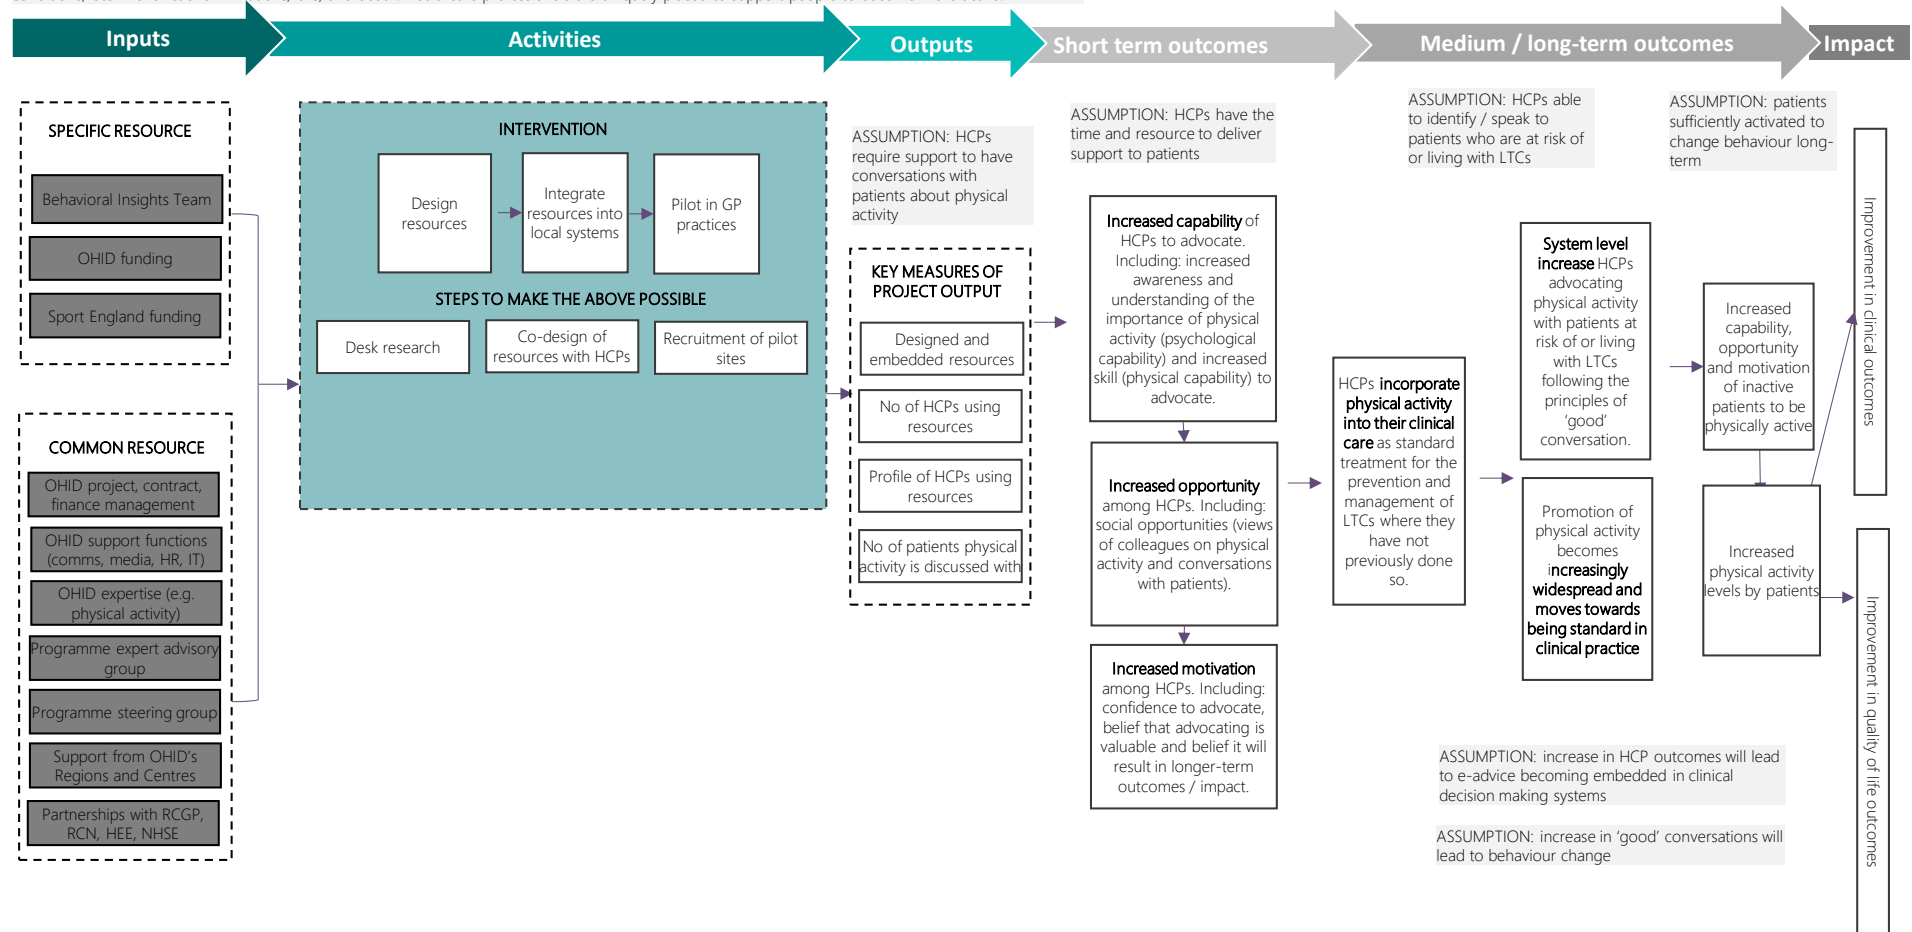 Inputs
Activities
Outputs
Short term outcomes
Medium / long-term outcomes
Impact
SPECIFIC RESOURCE
Behavioral Insights Team
OHID funding
Sport England funding
COMMON RESOURCE
OHID project, contract,
finance management
OHID support functions
(comms, media, HR, IT)
OHID expertise (e.g.
physical activity)
Programme expert advisory
group
Programme steering group
Support from OHID's
Regions and Centres
Partnerships with RCGP,
RCN, HEE, NHSE
INTERVENTION
Design
resources
Integrate
resources into
local systems
Pilot in GP
practices
STEPS TO MAKE THE ABOVE POSSIBLE
Desk research
Co-design of
resources with HCPs
Recruitment of pilot
sites
ASSUMPTION: HCPs
require support to have
conversations with
patients about physical
activity
KEY MEASURES OF
PROJECT OUTPUT
Designed and
embedded resources
No of HCPs using
resources
Profile of HCPs using
resources
No of patients physical
activity is discussed with
ASSUMPTION: HCPs have the
time and resource to deliver
support to patients
Increased capability of
HCPs to advocate.
Including: increased
awareness and
understanding of the
importance of physical
activity (psychological
capability) and increased
skill (physical capability) to
advocate.
Increased opportunity
among HCPs. Including:
social opportunities (views
of colleagues on physical
activity and conversations
with patients).
Increased motivation
among HCPs. Including:
confidence to advocate,
belief that advocating is
valuable and belief it will
result in longer-term
outcomes / impact.
HCPs incorporate
physical activity
into their clinical
care as standard
treatment for the
prevention and
management of
LTCs where they
have not
previously done
so.
ASSUMPTION: HCPs able
to identify / speak to
patients who are at risk of
or living with LTCs
System level
increase HCPs
advocating
physical activity
with patients at
risk of or living
with LTCs
following the
principles of
‘good’
conversation.
Promotion of
physical activity
becomes
increasingly
widespread and
moves towards
being standard in
clinical practice
ASSUMPTION: patients
sufficiently activated to
change behaviour long-
term
Increased
capability,
opportunity
and motivation
of inactive
patients to be
physically active
Increased
physical activity
levels by patients
ASSUMPTION: increase in HCP outcomes will lead
to e-advice becoming embedded in clinical
decision making systems
ASSUMPTION: increase in ‘good’ conversations will
lead to behaviour change
Improvement in clinical outcomes
Improvement in quality of life outcomes